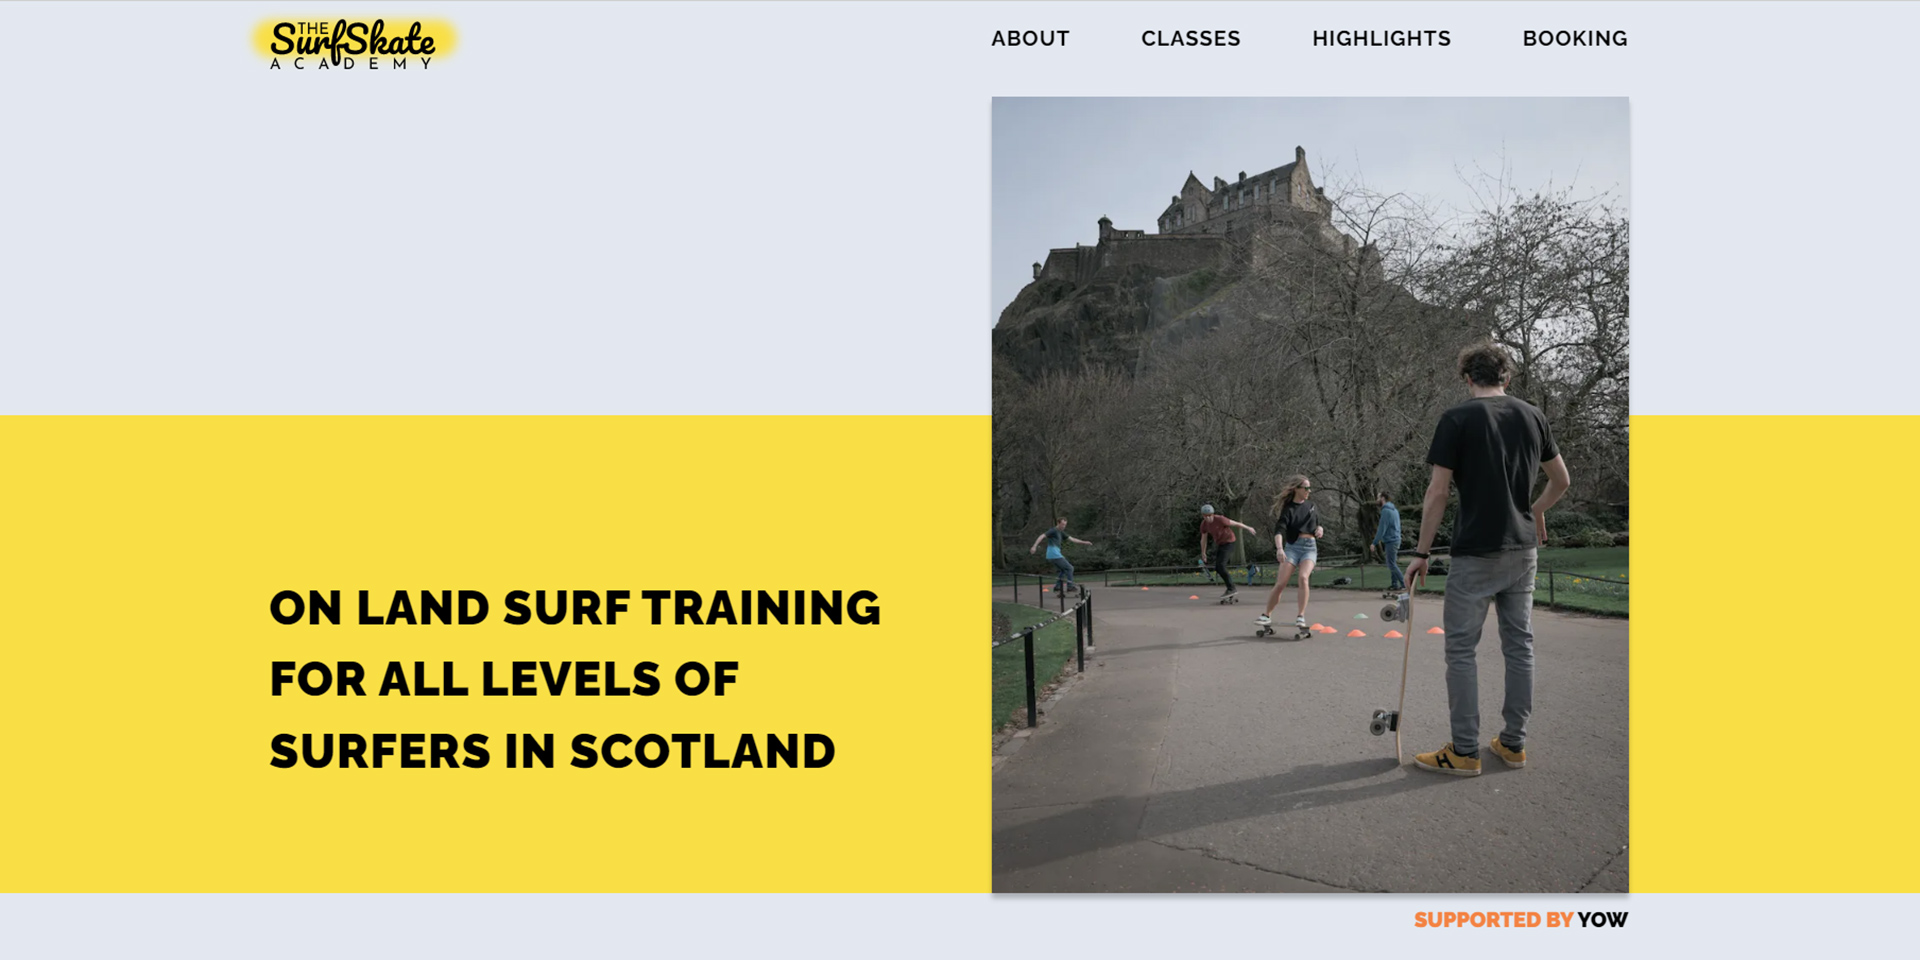 THE
SurfSkate
ACADEMY
ABOUT CLASSES HIGHLIGHTS BOOKING
ON LAND SURF TRAINING
FOR ALL LEVELS OF
SURFERS IN SCOTLAND
H
SUPPORTED BY YOW